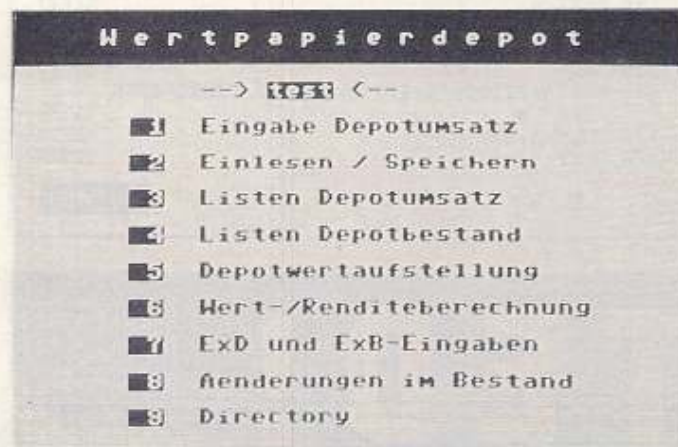 Wertpapierdepot
--> test <--
1 Eingabe Depotumsatz
2 Einlesen / Speichern
3 Listen Depotumsatz
4 Listen Depotbestand
5 Depotwertaufstellung
6 Wert-/Renditeberechnung
7 ExD und ExB-Eingaben
8 Aenderungen im Bestand
9 Directory